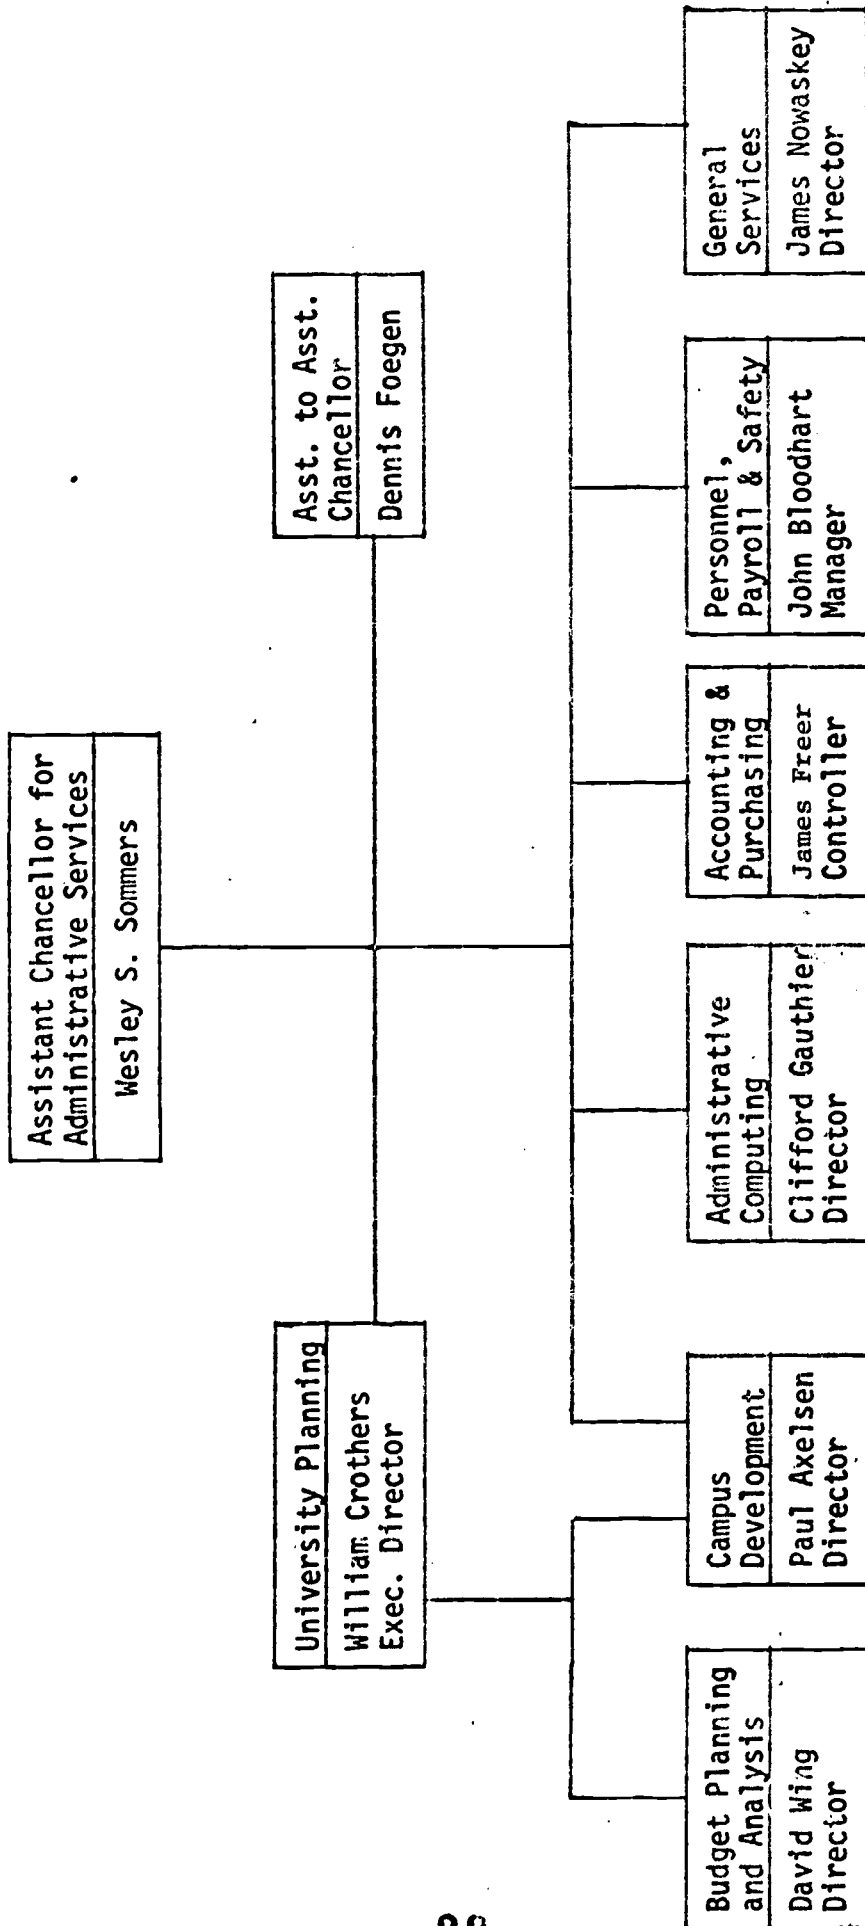 Assistant Chancellor for
Administrative Services
Wesley S. Sommers
University Planning
William Crothers
Exec. Director
Asst. to Asst.
Chancellor
Dennis Foegen
Budget Planning
and Analysis
David Wing
Director
Campus
Development
Paul Axelsen
Director
Administrative
Computing
Clifford Gauthier
Director
Accounting &
Purchasing
James Freer
Controller
Personnel,
Payroll & Safety
John Bloodhart
Manager
General
Services
James Nowaskey
Director